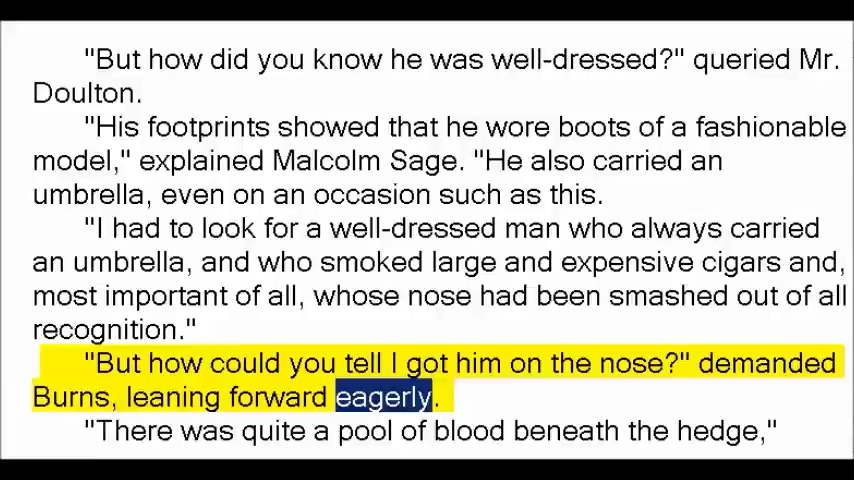 "But how did you know he was well-dressed?" queried Mr.
Doulton.
"His footprints showed that he wore boots of a fashionable
model," explained Malcolm Sage. "He also carried an
umbrella, even on an occasion such as this.
"I had to look for a well-dressed man who always carried
an umbrella, and who smoked large and expensive cigars and,
most important of all, whose nose had been smashed out of all
recognition."
"But how could you tell I got him on the nose?" demanded
Burns, leaning forward eagerly.
"There was quite a pool of blood beneath the hedge,"